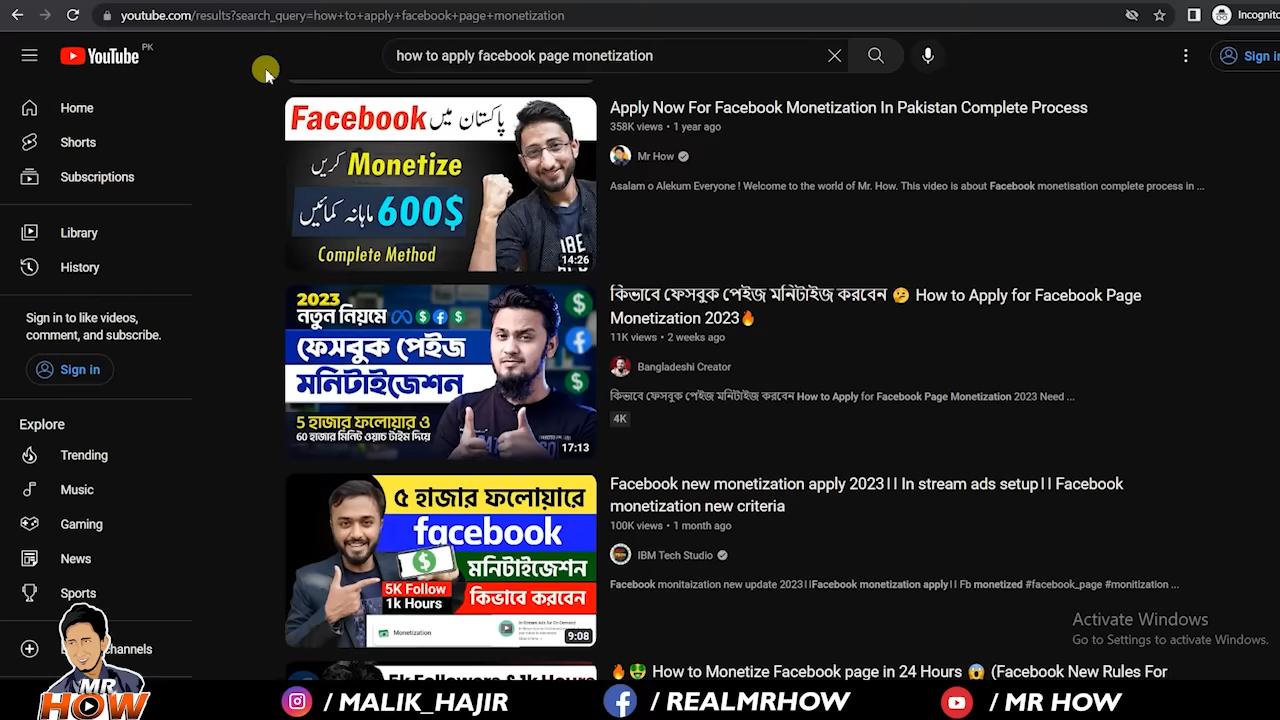 youtube.com/results?search_query=how+to+apply+facebook+page+monetization
Incognito
YouTube PK
how to apply facebook page monetization
Sign in
Home
Shorts
Subscriptions
Library
History
Sign in to like videos,
comment, and subscribe.
Sign in
Explore
Trending
Music
Gaming
News
Sports
hannels
Facebook پاکستان میں
Monetize کریں
ماہانہ کمائیں 600$
Complete Method
IBE
14:26
Apply Now For Facebook Monetization In Pakistan Complete Process
358K views • 1 year ago
Mr How
Asalam o Alekum Everyone ! Welcome to the world of Mr. How. This video is about Facebook monetisation complete process in ...
2023
নতুন নিয়মে
ফেসবুক পেইজ
মনিটাইজেশন
৫ হাজার ফলোয়ার ও
৬০ হাজার মিনিট ওয়াচ টাইম দিয়ে
17:13
কিভাবে ফেসবুক পেইজ মনিটাইজ করবেন 🤔 How to Apply for Facebook Page
Monetization 2023🔥
11K views • 2 weeks ago
Bangladeshi Creator
কিভাবে ফেসবুক পেইজ মনিটাইজ করবেন How to Apply for Facebook Page Monetization 2023 Need ...
4K
৫ হাজার ফলোয়ারে
facebook
মনিটাইজেশন
5K Follow
1k Hours
কিভাবে করবেন
Monetization
In-Stream Ads for On-Demand
9:08
Facebook new monetization apply 2023।। In stream ads setup।। Facebook
monetization new criteria
100K views • 1 month ago
IBM Tech Studio
Facebook monitaization new update 2023।।Facebook monetization apply।। Fb monetized #facebook_page #monitization ...
🔥🤑 How to Monetize Facebook page in 24 Hours 😱 (Facebook New Rules For
Activate Windows
Go to Settings to activate Windows.
MR
HOW
/ MALIK_HAJIR
/ REALMRHOW
/ MR HOW